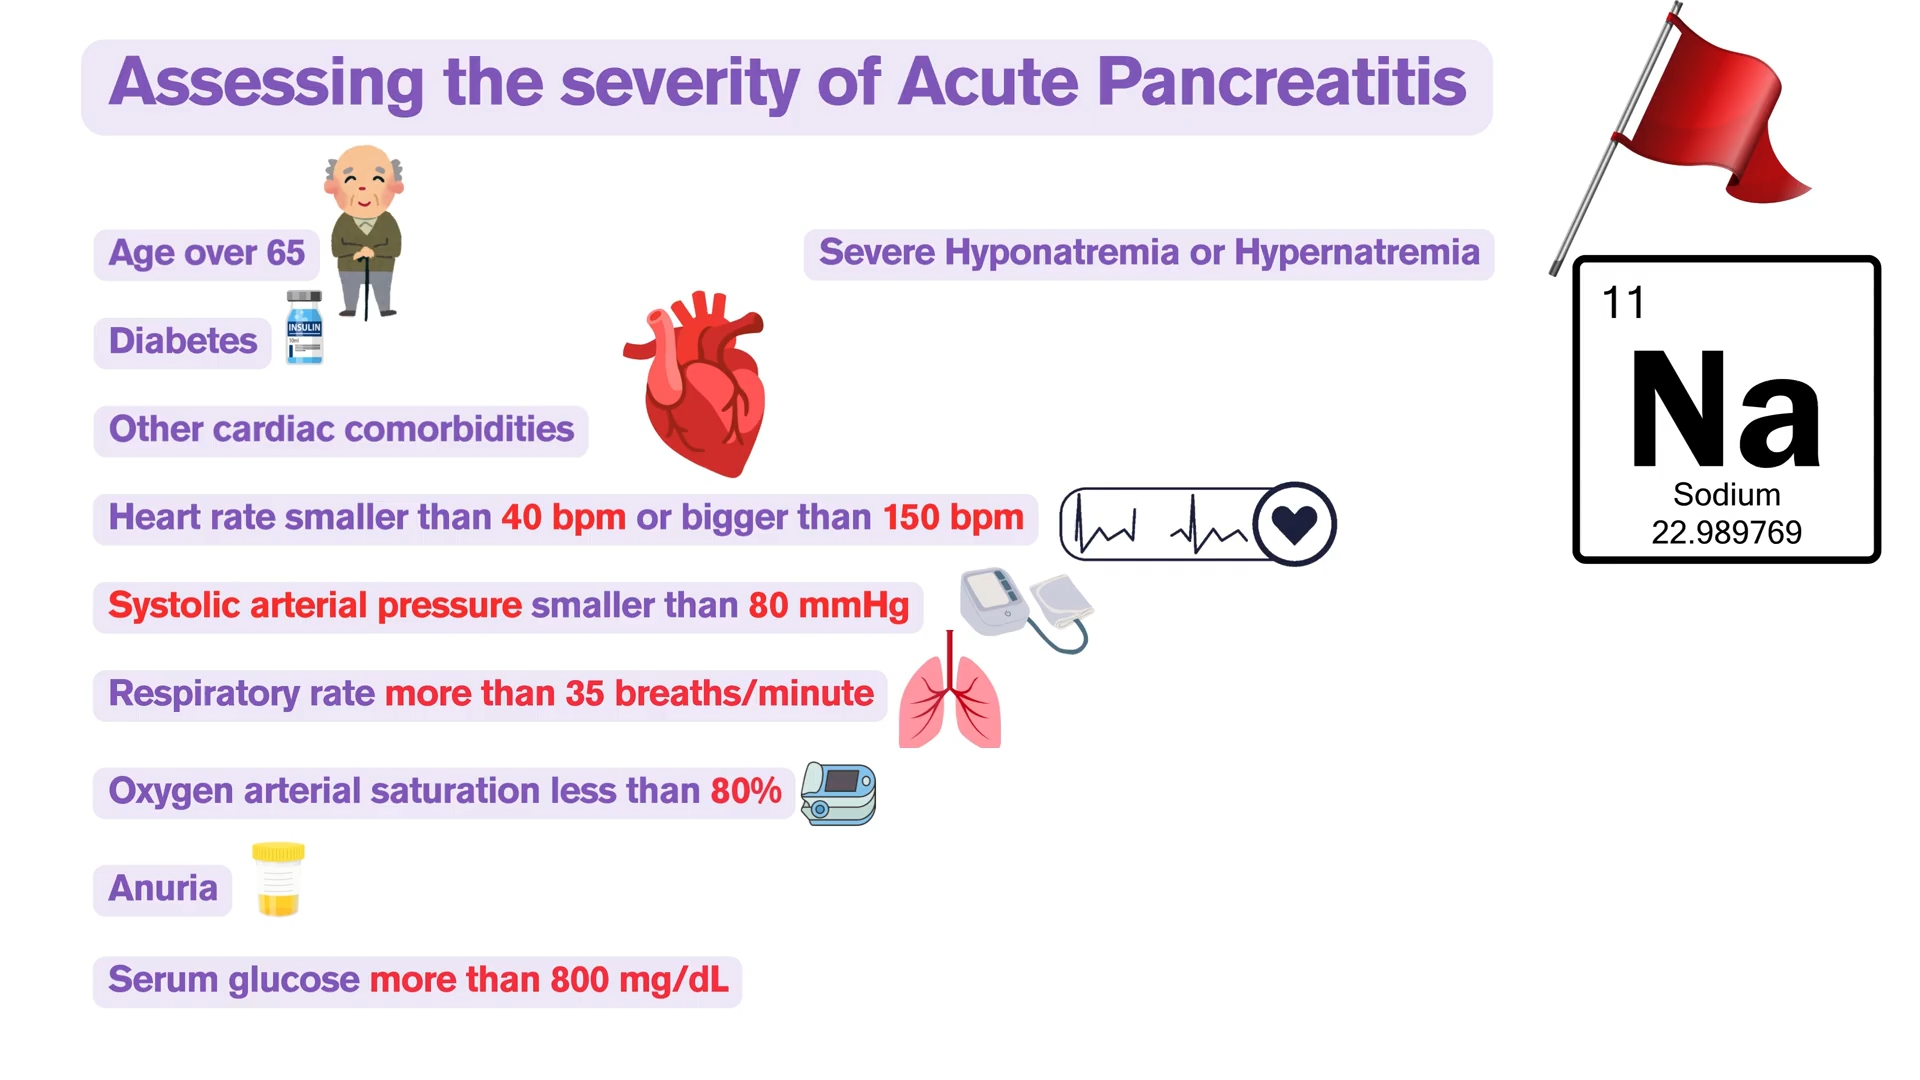 Assessing the severity of Acute Pancreatitis
Age over 65
Severe Hyponatremia or Hypernatremia
INSULIN
Diabetes
Other cardiac comorbidities
Heart rate smaller than 40 bpm or bigger than 150 bpm
Systolic arterial pressure smaller than 80 mmHg
Respiratory rate more than 35 breaths/minute
Oxygen arterial saturation less than 80%
Anuria
Serum glucose more than 800 mg/dL
11
Na
Sodium
22.989769